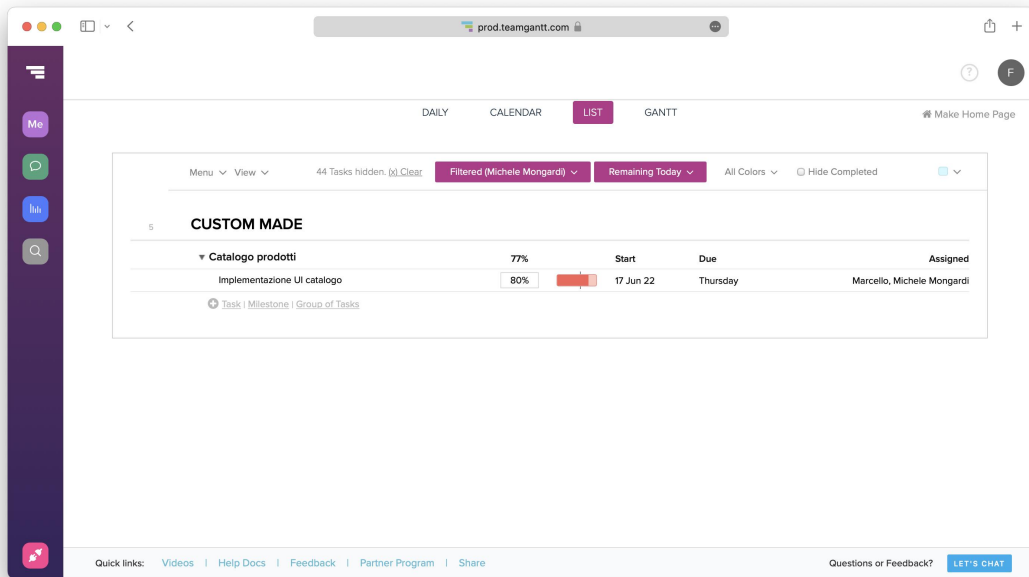 prod.teamgantt.com
F
DAILY CALENDAR LIST GANTT
Make Home Page
Me
Menu View 44 Tasks hidden. (x) Clear Filtered (Michele Mongardi) Remaining Today All Colors Hide Completed
5 CUSTOM MADE
Catalogo prodotti 77% Start Due Assigned
Implementazione UI catalogo 80% 17 Jun 22 Thursday Marcello, Michele Mongardi
Task | Milestone | Group of Tasks
Quick links: Videos | Help Docs | Feedback | Partner Program | Share Questions or Feedback? LET'S CHAT